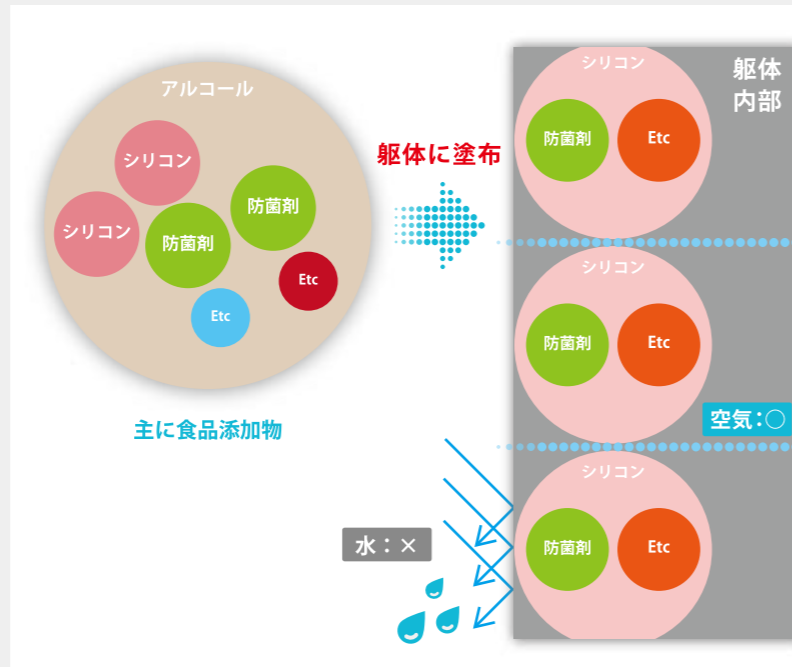 アルコール
シリコン
シリコン
防菌剤
防菌剤
Etc
Etc
主に食品添加物
躯体に塗布
躯体
内部
シリコン
防菌剤
Etc
シリコン
防菌剤
Etc
空気：○
シリコン
防菌剤
Etc
水：×